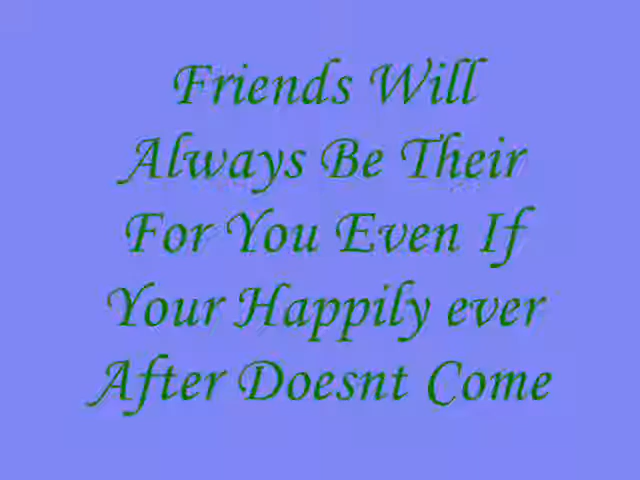 Friends Will
Always Be Their
For You Even If
Your Happily ever
After Doesnt Come